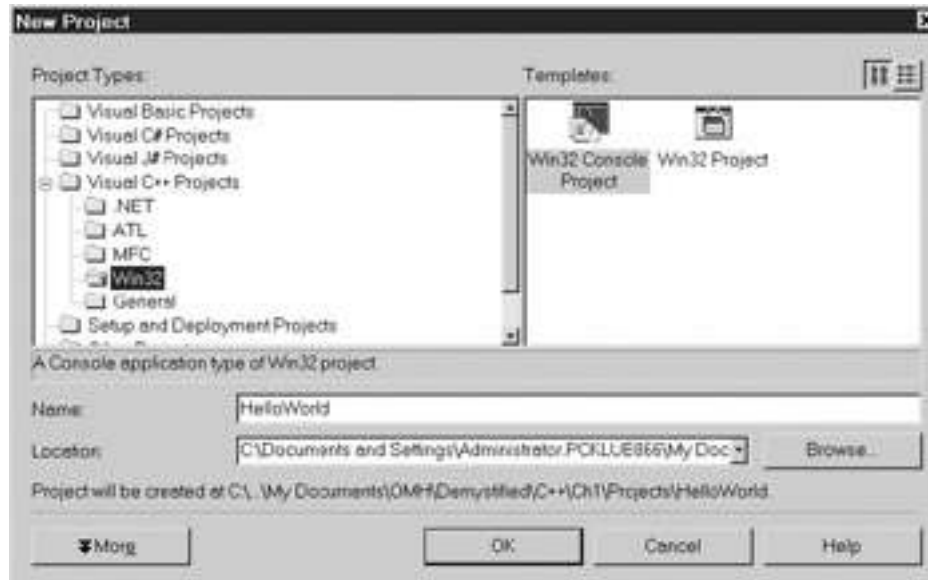 New Project
Project Types:
Templates:
Visual Basic Projects
Visual C# Projects
Visual J# Projects
Visual C++ Projects
.NET
ATL
MFC
Win32
General
Setup and Deployment Projects
Win32 Console Project
Win32 Project
A Console application type of Win32 project.
Name:
HelloWorld
Location:
C:\Documents and Settings\Administrator.PCKLUE866\My Doc
Browse...
Project will be created at C:\...\My Documents\OMH\Demystified\C++\Ch1\Projects\HelloWorld.
More
OK
Cancel
Help